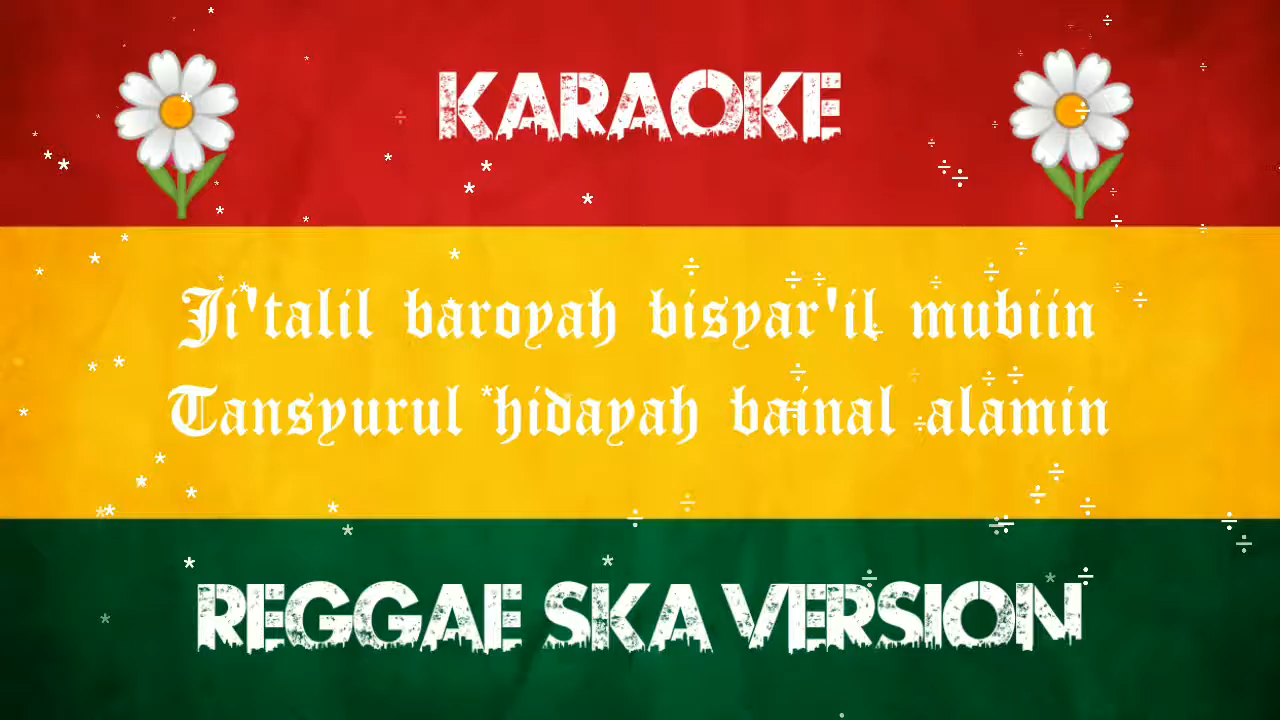 KARAOKE
Ji'talil baroyah bisyar'il mubiin
Tansyurul hidayah bainal alamin
REGGAE SKA VERSION